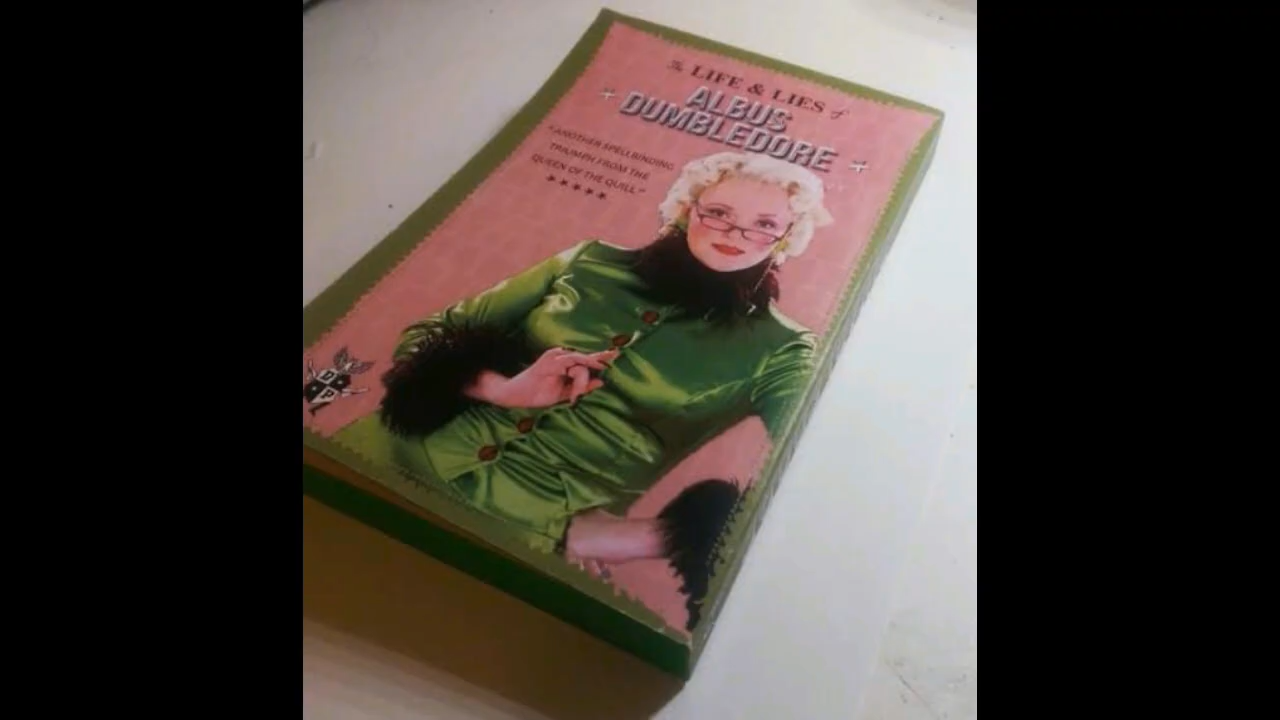 The LIFE & LIES of
ALBUS
DUMBLEDORE
"ANOTHER SPELLBINDING
TRIUMPH FROM THE
QUEEN OF THE QUILL"
D
P